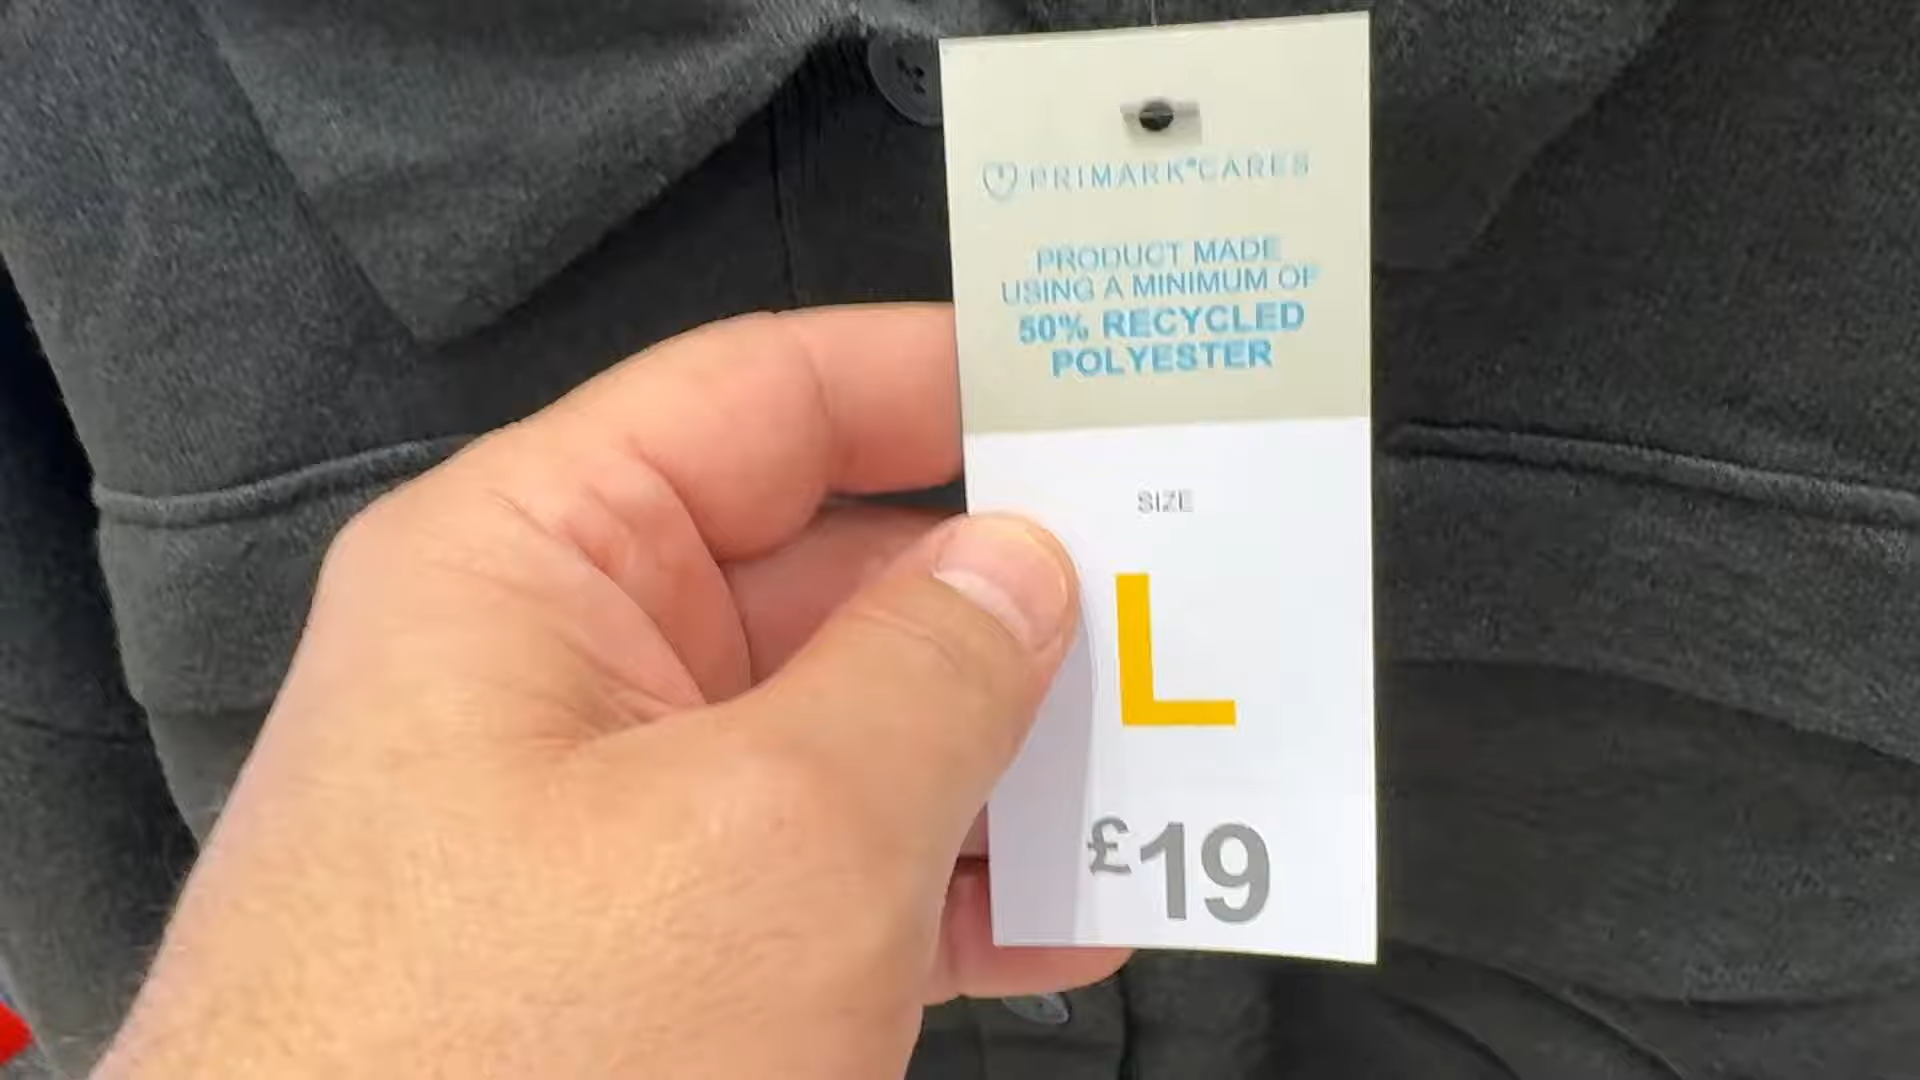 PRIMARK®CARES
PRODUCT MADE
USING A MINIMUM OF
50% RECYCLED
POLYESTER
SIZE
L
£19